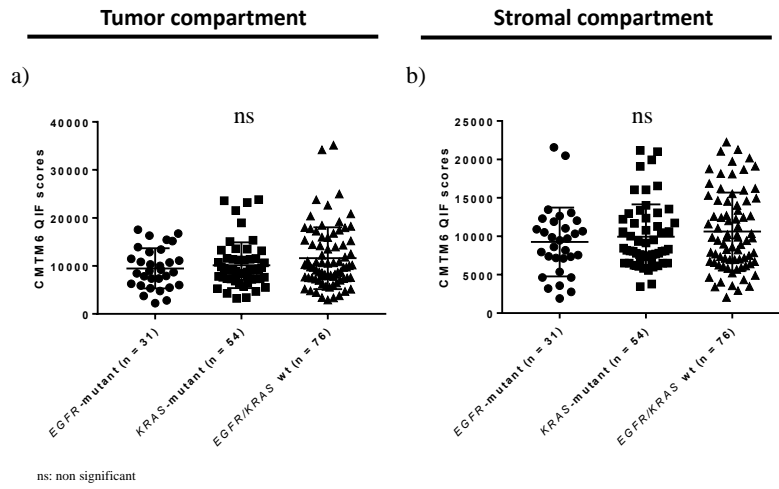 Tumor compartment
Stromal compartment
a)
ns
CMTM6 QIF scores
40000
30000
20000
10000
0
EGFR-mutant (n = 31)
KRAS-mutant (n = 54)
EGFR/KRAS wt (n = 76)
b)
ns
CMTM6 QIF scores
25000
20000
15000
10000
5000
0
EGFR-mutant (n = 31)
KRAS-mutant (n = 54)
EGFR/KRAS wt (n = 76)
ns: non significant